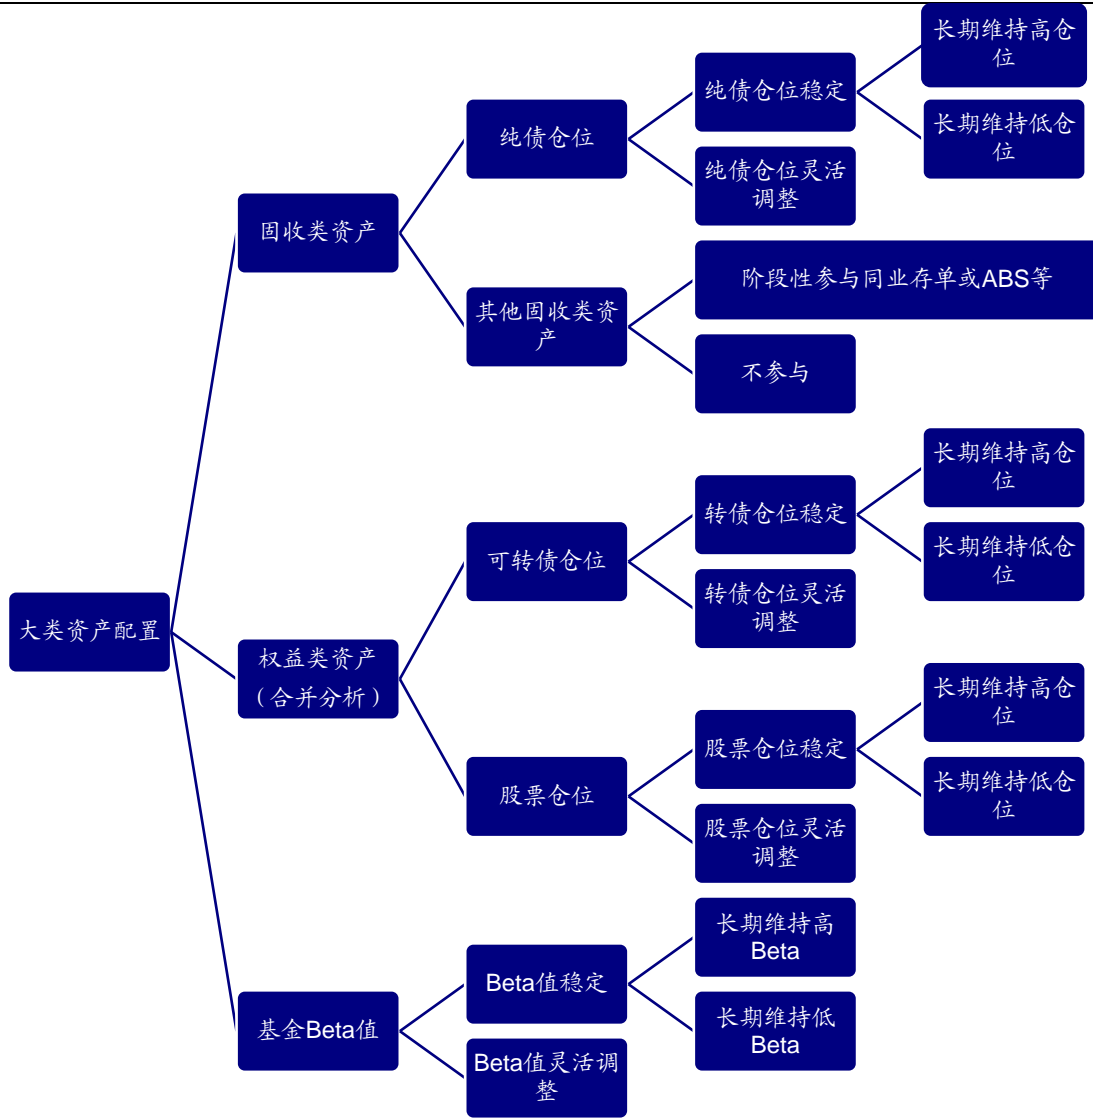 长期维持高仓
位
纯债仓位稳定
长期维持低仓
位
纯债仓位
纯债仓位灵活
调整
固收类资产
阶段性参与同业存单或ABS等
其他固收类资
产
不参与
长期维持高仓
位
转债仓位稳定
长期维持低仓
位
可转债仓位
转债仓位灵活
调整
大类资产配置
权益类资产
（合并分析）
长期维持高仓
位
股票仓位稳定
长期维持低仓
位
股票仓位
股票仓位灵活
调整
长期维持高
Beta
Beta值稳定
长期维持低
Beta
基金Beta值
Beta值灵活调
整